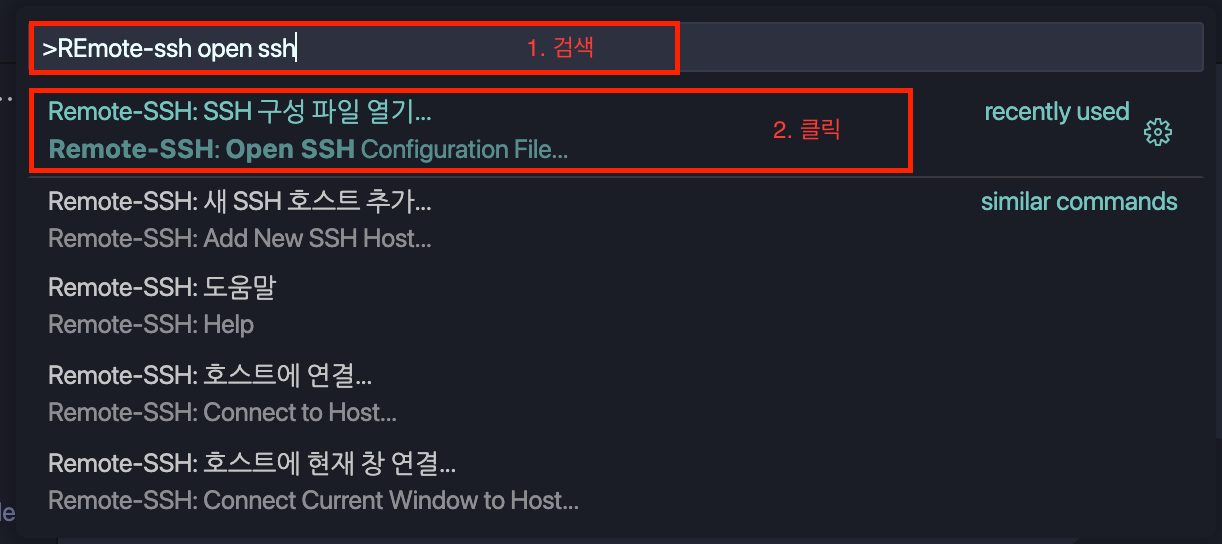 >REmote-ssh open ssh 1. 검색
Remote-SSH: SSH 구성 파일 열기... recently used
Remote-SSH: Open SSH Configuration File... 2. 클릭
Remote-SSH: 새 SSH 호스트 추가... similar commands
Remote-SSH: Add New SSH Host...
Remote-SSH: 도움말
Remote-SSH: Help
Remote-SSH: 호스트에 연결...
Remote-SSH: Connect to Host...
Remote-SSH: 호스트에 현재 창 연결...
Remote-SSH: Connect Current Window to Host...